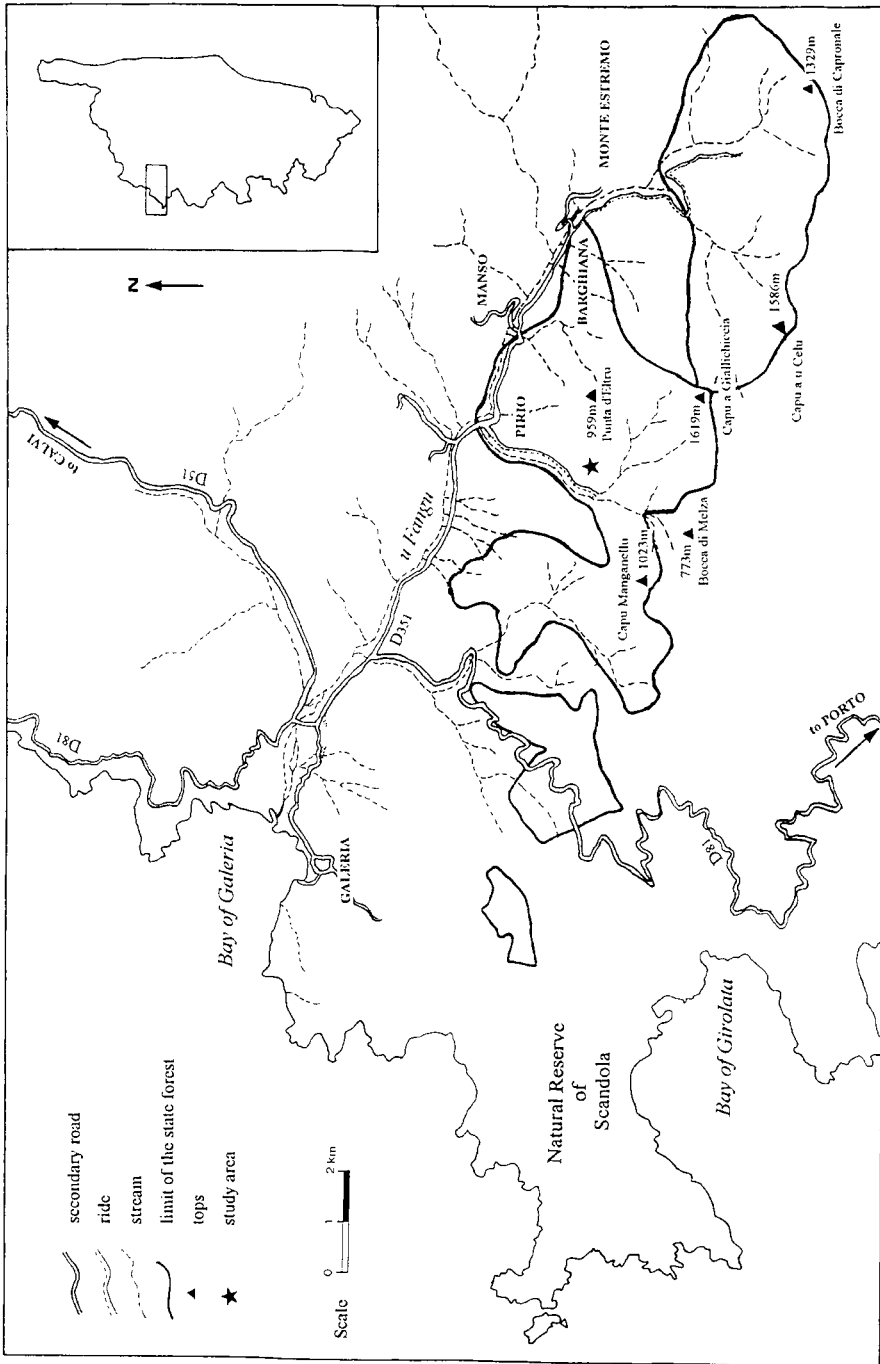 secondary road
ride
stream
limit of the state forest
tops
study area
Scale
0 1 2 km
N
to CALVI
D51
D81
Bay of Galeria
GALERIA
u Fangu
D351
MANSO
PIRIO
BARGHIANA
MONTE ESTREMO
959m
Punta d'Eltru
Capu Manganellu
1023m
773m
Bocca di Melza
1619m
Capu a Giallichiccia
1586m
Capu a u Celu
1329m
Bocca di Capronale
Natural Reserve
of
Scandola
Bay of Girolata
D81
to PORTO